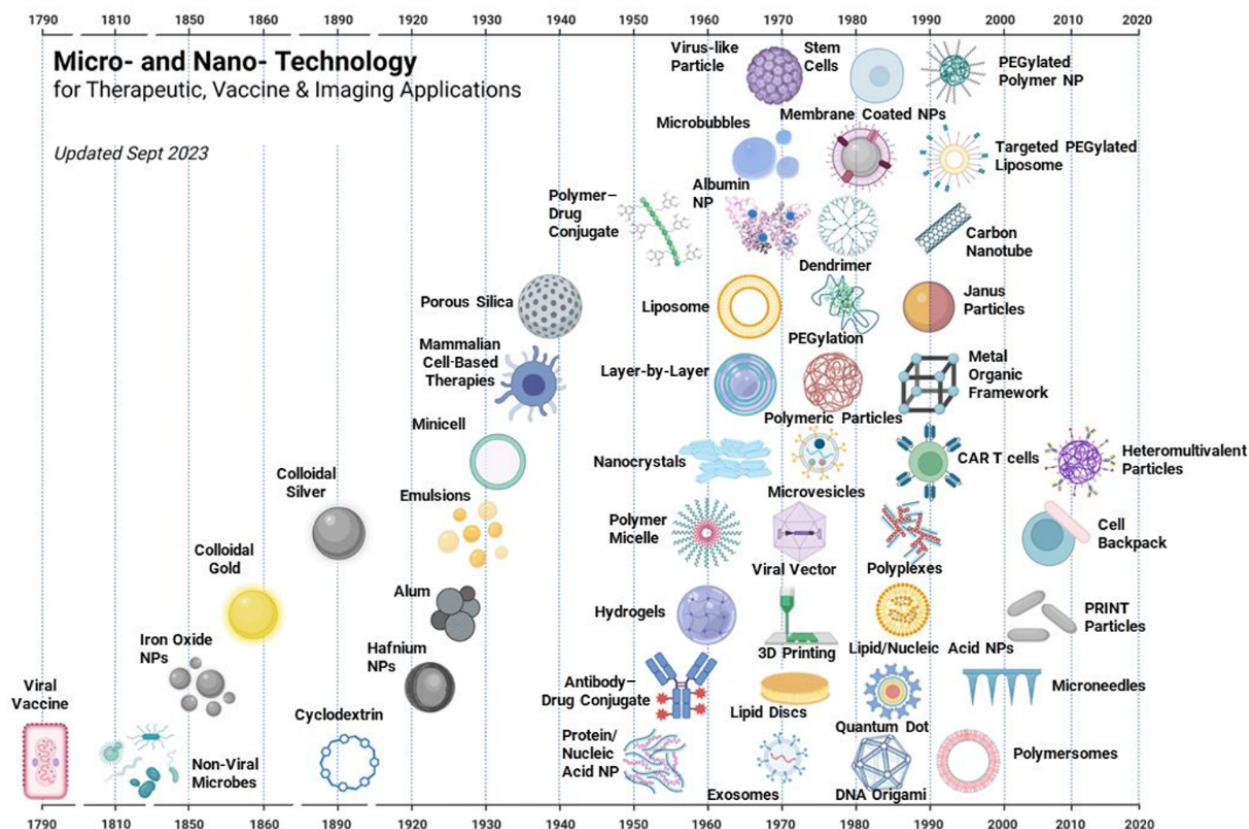 1790 1810 1850 1860 1890 1920 1930 1940 1950 1960 1970 1980 1990 2000 2010 2020
Micro- and Nano- Technology
for Therapeutic, Vaccine & Imaging Applications
Updated Sept 2023
Virus-like
Particle
Stem
Cells
PEGylated
Polymer NP
Microbubbles
Membrane Coated NPs
Targeted PEGylated
Liposome
Polymer–
Drug
Conjugate
Albumin
NP
Dendrimer
Carbon
Nanotube
Porous Silica
Liposome
PEGylation
Janus
Particles
Mammalian
Cell-Based
Therapies
Layer-by-Layer
Polymeric Particles
Metal
Organic
Framework
Minicell
Nanocrystals
Microvesicles
CAR T cells
Heteromultivalent
Particles
Colloidal
Silver
Emulsions
Polymer
Micelle
Viral Vector
Polyplexes
Cell
Backpack
Colloidal
Gold
Alum
Hydrogels
3D Printing
Lipid/Nucleic Acid NPs
PRINT
Particles
Iron Oxide
NPs
Hafnium
NPs
Antibody–
Drug Conjugate
Lipid Discs
Quantum Dot
Microneedles
Viral
Vaccine
Non-Viral
Microbes
Cyclodextrin
Protein/
Nucleic
Acid NP
Exosomes
DNA Origami
Polymersomes
1790 1810 1850 1860 1890 1920 1930 1940 1950 1960 1970 1980 1990 2000 2010 2020